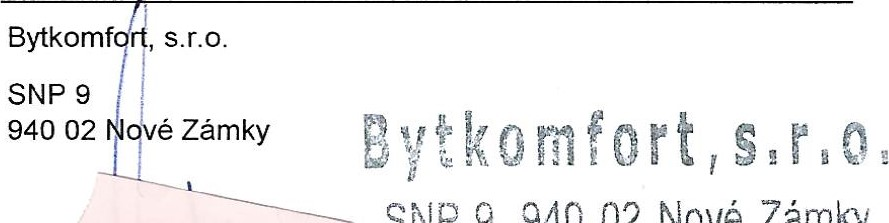 Bytkomfort, s.r.o.
SNP 9
940 02 Nové Zámky
Bytkomfort, s.r.o.
SNP 9, 940 02 Nové Zámky